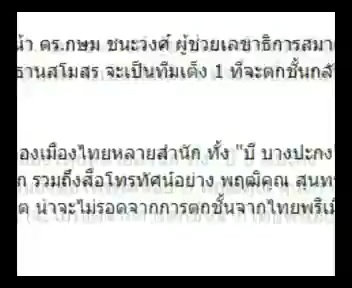 น้า ดร.กษม ชนะวงศ์ ผู้ช่วยเลขาธิการสมา
ธานสโมสร จะเป็นทีมเต็ง 1 ที่จะตกชั้นกลั
องเมืองไทยหลายสำนัก ทั้ง "บี บางปะกง
ก รวมถึงสื่อโทรทัศน์อย่าง พฤฒิคุณ สุนท
ต น่าจะไม่รอดจากการตกชั้นจากไทยพรีเมี